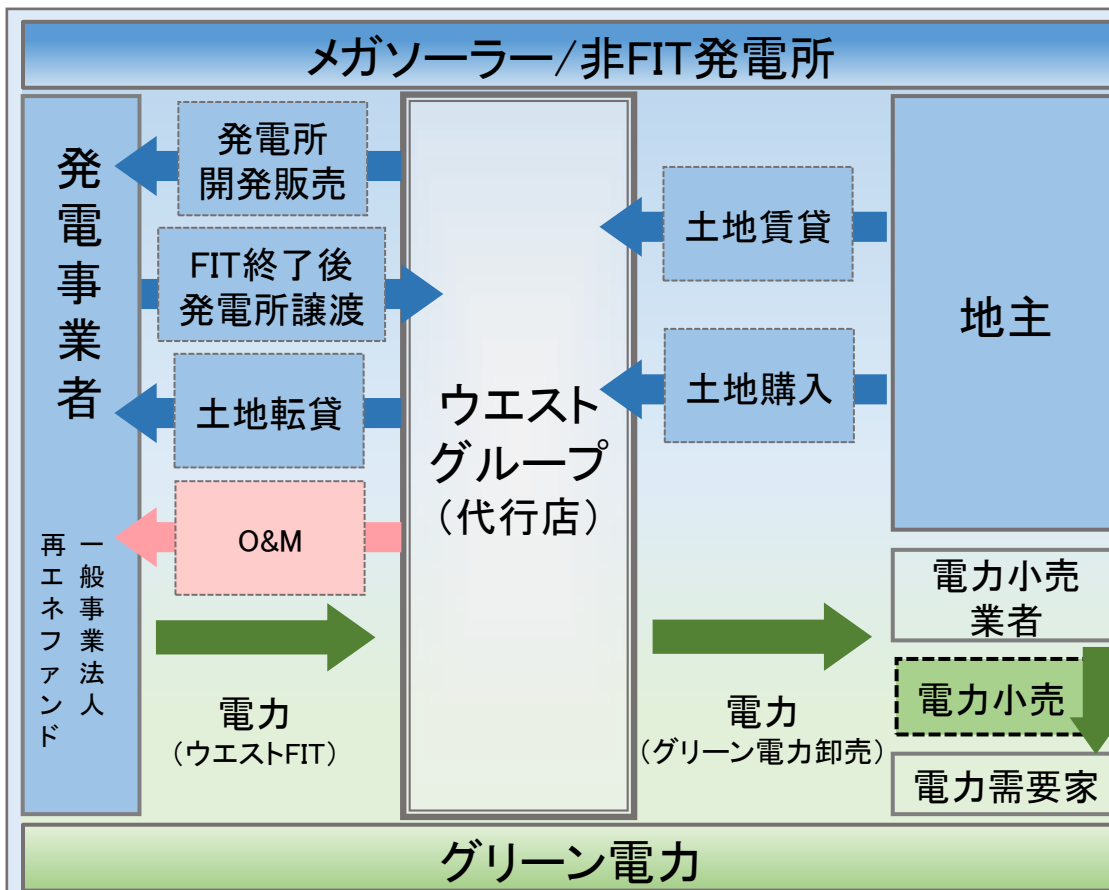 メガソーラー/非FIT発電所
発電事業者
一般事業法人
再エネファンド
発電所
開発販売
FIT終了後
発電所譲渡
土地転貸
O&M
電力
（ウエストFIT）
ウエスト
グループ
（代行店）
土地賃貸
土地購入
電力
（グリーン電力卸売）
地主
電力小売
業者
電力小売
電力需要家
グリーン電力